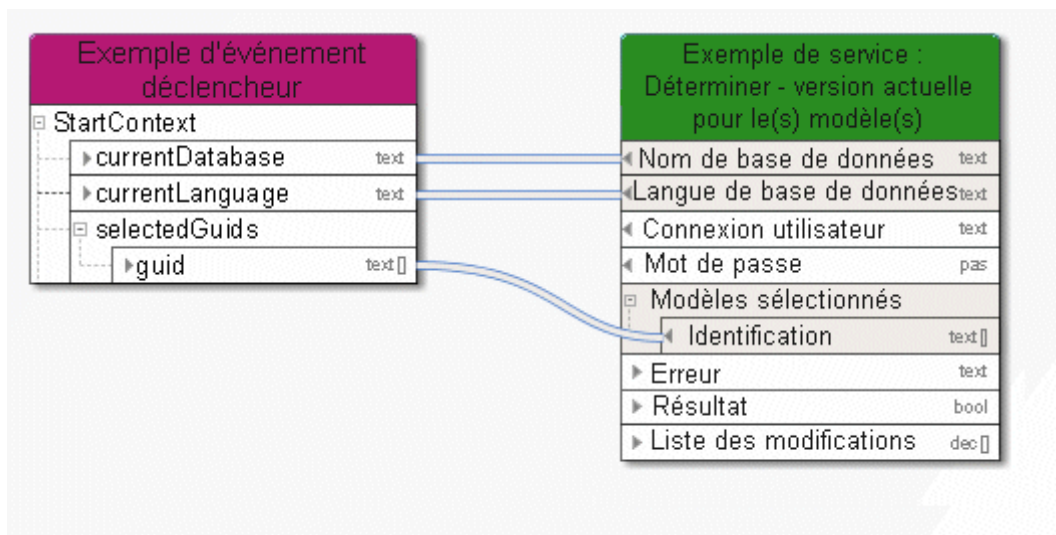 Exemple d'événement
déclencheur
StartContext
currentDatabase text
currentLanguage text
selectedGuids
guid text[]
Exemple de service :
Déterminer - version actuelle
pour le(s) modèle(s)
Nom de base de données text
Langue de base de données text
Connexion utilisateur text
Mot de passe pas
Modèles sélectionnés
Identification text[]
Erreur text
Résultat bool
Liste des modifications dec[]